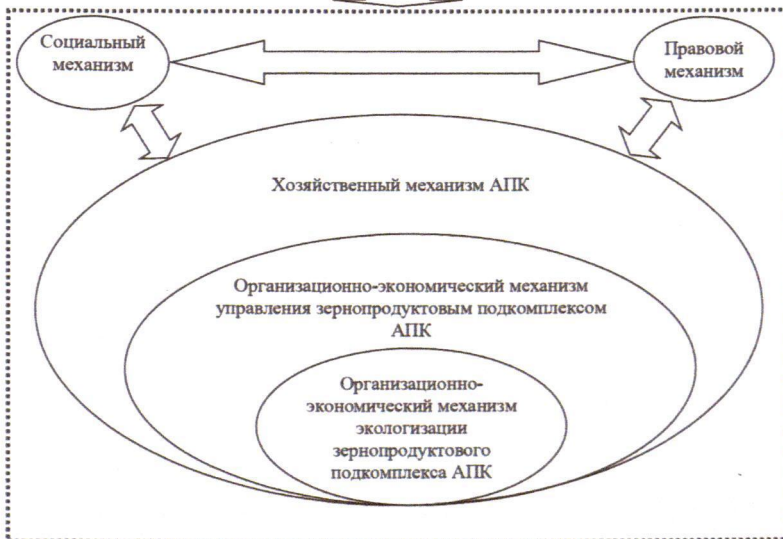 Социальный
механизм
Правовой
механизм
Хозяйственный механизм АПК
Организационно-экономический механизм
управления зернопродуктовым подкомплексом
АПК
Организационно-
экономический механизм
экологизации
зернопродуктового
подкомплекса АПК